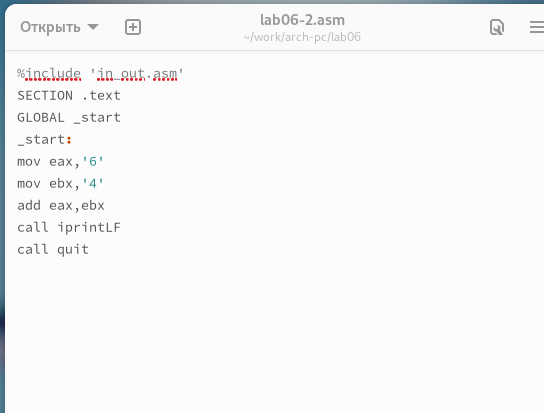 Открыть
lab06-2.asm
~/work/arch-pc/lab06
%include 'in_out.asm'
SECTION .text
GLOBAL _start
_start:
mov eax,'6'
mov ebx,'4'
add eax,ebx
call iprintLF
call quit